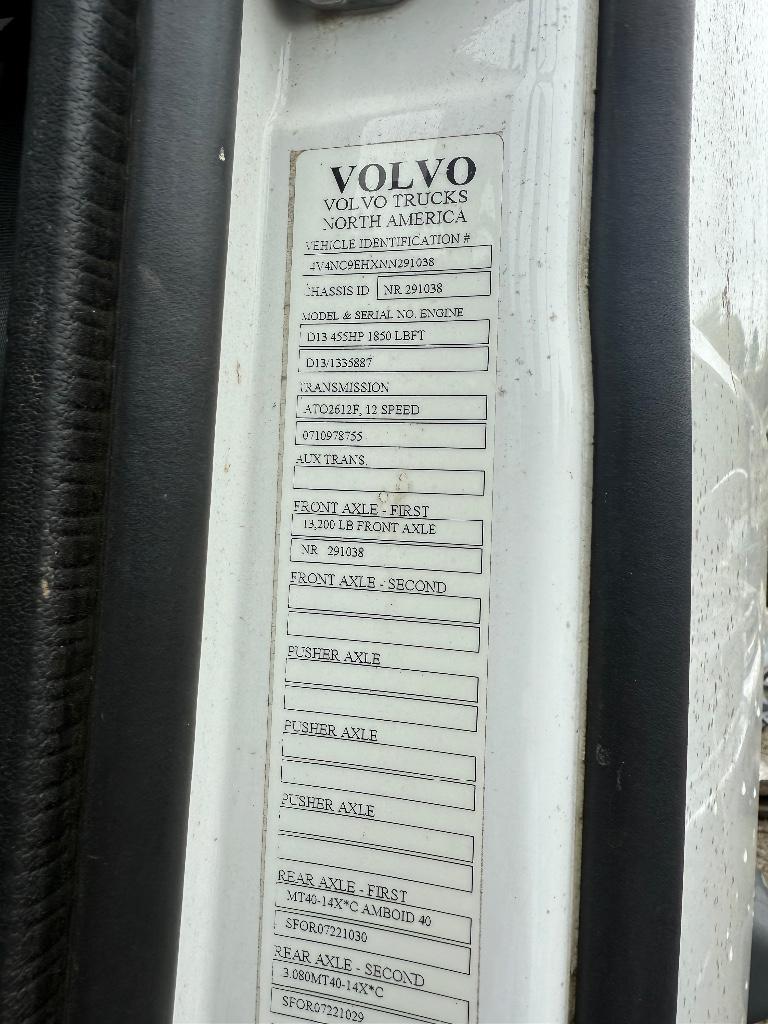 VOLVO
VOLVO TRUCKS
NORTH AMERICA
VEHICLE IDENTIFICATION #
4V4NC9EHXNN291038
CHASSIS ID NR 291038
MODEL & SERIAL NO. ENGINE
D13 455HP 1850 LBFT
D13/1335887
TRANSMISSION
ATO2612F, 12 SPEED
0710978755
AUX TRANS.
FRONT AXLE - FIRST
13,200 LB FRONT AXLE
NR 291038
FRONT AXLE - SECOND
PUSHER AXLE
PUSHER AXLE
PUSHER AXLE
REAR AXLE - FIRST
MT40-14X*C AMBOID 40
SFOR07221030
REAR AXLE - SECOND
3.080MT40-14X*C
SFOR07221029